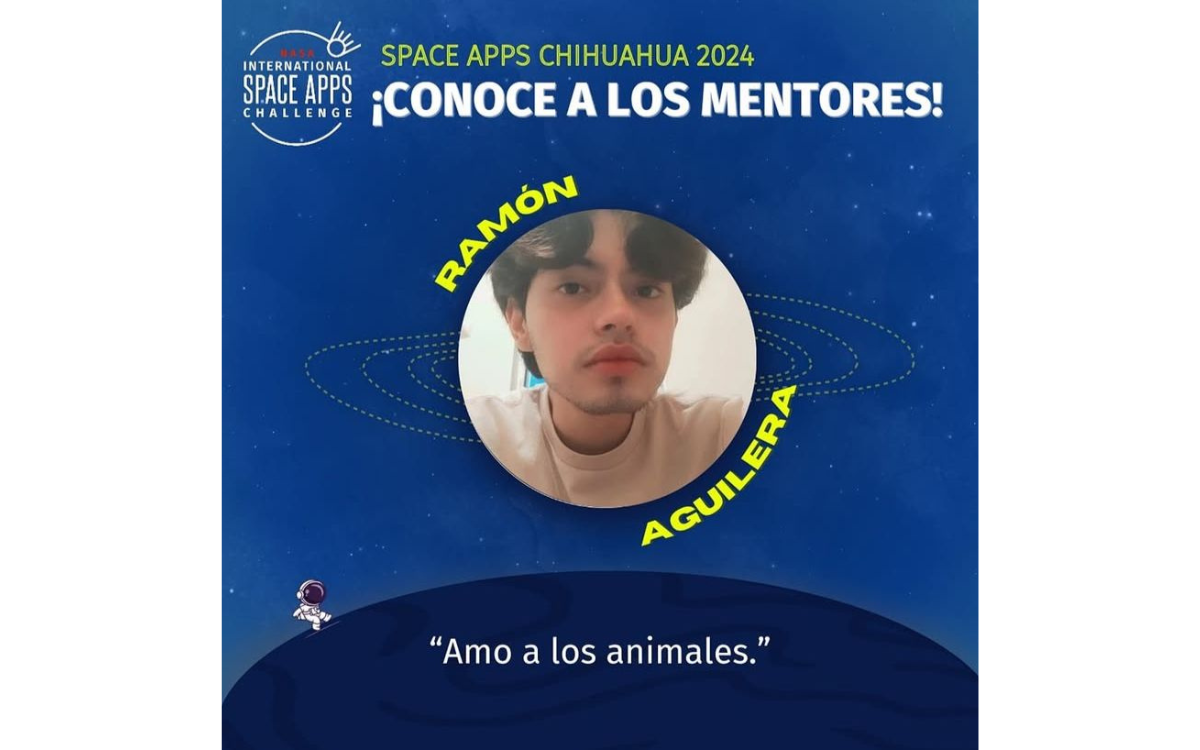 NASA
INTERNATIONAL
SPACE APPS
CHALLENGE
SPACE APPS CHIHUAHUA 2024
¡CONOCE A LOS MENTORES!
RAMÓN
AGUILERA
“Amo a los animales.”